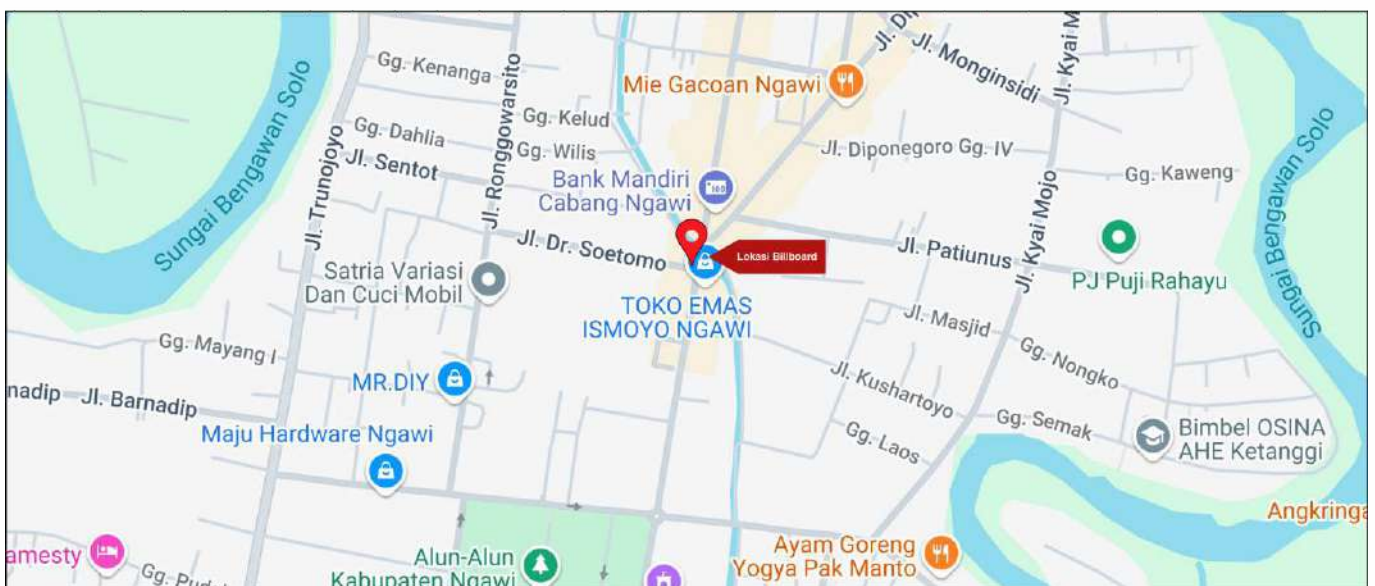 Gg. Kenanga
Jl. Ronggowarsito
Sungai Bengawan Solo
Jl. Trunojoyo
Gg. Dahlia
Jl. Sentot
Gg. Kelud
Gg. Wilis
Mie Gacoan Ngawi
Jl. Monginsidi
Jl. Diponegoro Gg. IV
Jl. Kyai Mojo
Gg. Kaweng
Sungai Bengawan Solo
Bank Mandiri
Cabang Ngawi
Jl. Dr. Soetomo
Lokasi Billboard
Jl. Patiunus
PJ Puji Rahayu
Satria Variasi
Dan Cuci Mobil
TOKO EMAS
ISMOYO NGAWI
Jl. Masjid
Gg. Nongko
Gg. Mayang I
MR.DIY
Jl. Kushartoyo
nadip
Jl. Barnadip
Maju Hardware Ngawi
Gg. Semak
Gg. Laos
Bimbel OSINA
AHE Ketanggi
Angkringa
amesty
Alun-Alun
Kabupaten Ngawi
Ayam Goreng
Yogya Pak Manto